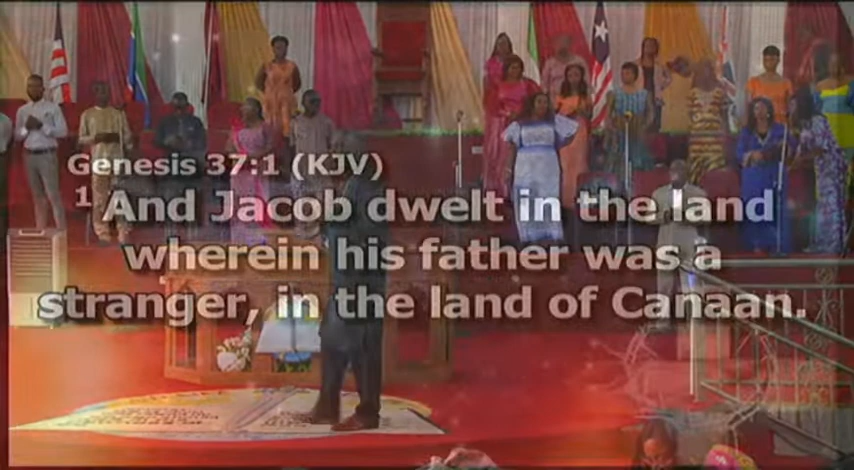 Genesis 37:1 (KJV)
1 And Jacob dwelt in the land
wherein his father was a
stranger, in the land of Canaan.